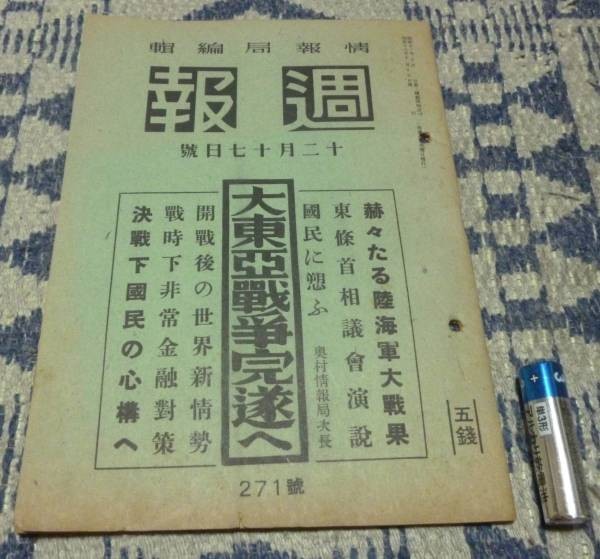 輯編局報情
報週
號日七十月二十
赫々たる陸海軍大戰果
東條首相議會演說
國民に愬ふ 奥村情報局次長
大東亞戰爭完遂へ
開戰後の世界新情勢
戰時下非常金融對策
決戰下國民の心構へ
五錢
271號
+
單3形